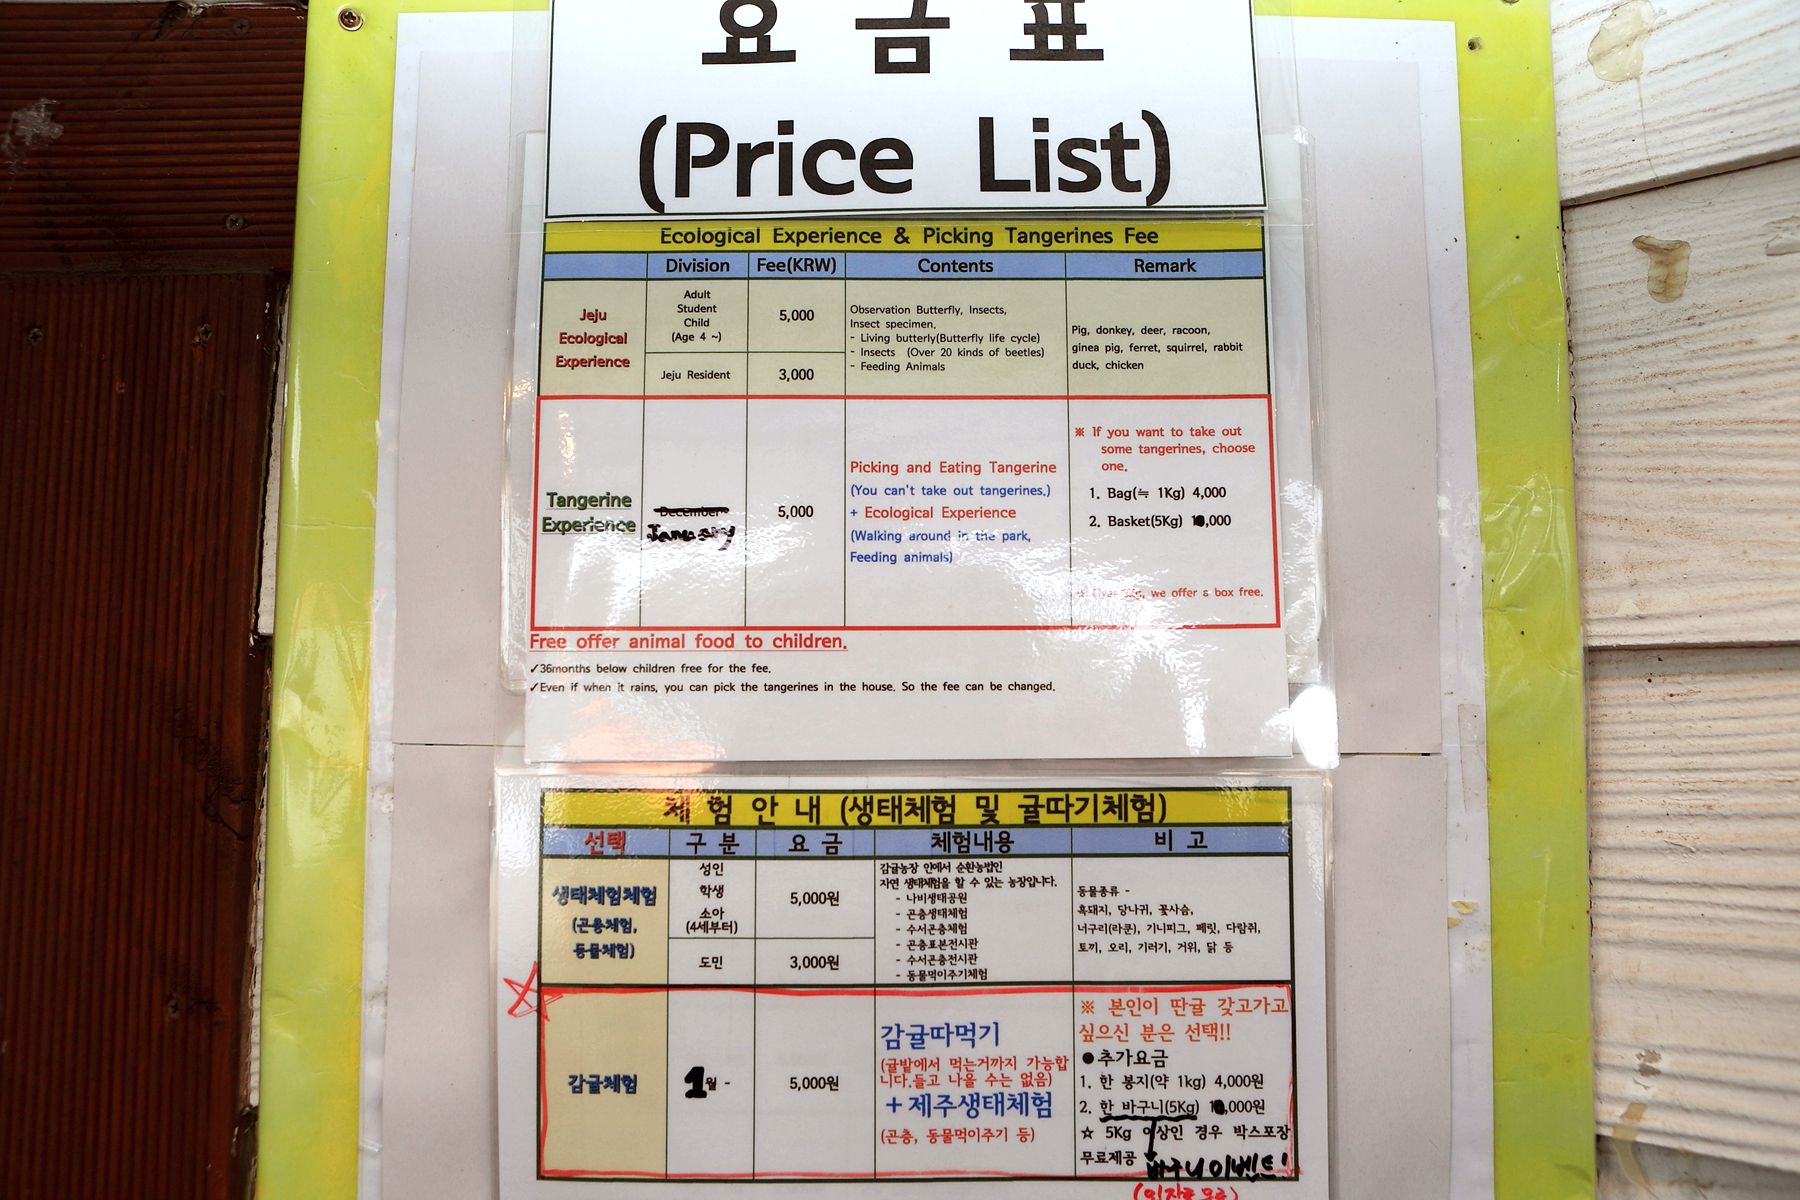 요 금 표
(Price List)
Ecological Experience & Picking Tangerines Fee
Division Fee(KRW) Contents Remark
Jeju
Ecological
Experience
Adult
Student
Child
(Age 4 ~)
5,000
Jeju Resident
3,000
Observation Butterfly, Insects,
Insect specimen,
- Living butterly(Butterfly life cycle)
- Insects (Over 20 kinds of beetles)
- Feeding Animals
Pig, donkey, deer, racoon,
ginea pig, ferret, squirrel, rabbit
duck, chicken
Tangerine
Experience
December
January
5,000
Picking and Eating Tangerine
(You can't take out tangerines.)
+ Ecological Experience
(Walking around in the park,
Feeding animals)
※ If you want to take out
some tangerines, choose
one.
1. Bag(≒ 1Kg) 4,000
2. Basket(5Kg)
we offer a box free.
Free offer animal food to children.
✓36months below children free for the fee.
✓Even if when it rains, you can pick the tangerines in the house. So the fee can be changed.
체 험 안 내 (생태체험 및 귤따기체험)
선택 구 분 요 금 체험내용 비 고
생태체험체험
(곤충체험,
동물체험)
성인
학생
소아
(4세부터)
5,000원
도민
3,000원
감귤농장 안에서 순환농법인
자연 생태체험을 할 수 있는 농장입니다.
- 나비생태공원
- 곤충생태체험
- 수서곤충체험
- 곤충표본전시관
- 수서곤충전시관
- 동물먹이주기체험
동물종류 -
흑돼지, 당나귀, 꽃사슴,
너구리(라쿤), 기니피그, 페릿, 다람쥐,
토끼, 오리, 기러기, 거위, 닭 등
감귤체험
1월 -
5,000원
감귤따먹기
(귤밭에서 먹는거까지 가능합
니다.들고 나올 수는 없음)
+제주생태체험
(곤충, 동물먹이주기 등)
※ 본인이 딴귤 갖고가고
싶으신 분은 선택!!
●추가요금
1. 한 봉지(약 1kg) 4,000원
2. 한 바구니(5Kg)
☆ 5Kg 이상인 경우 박스포장
무료제공
바구니이벤트!